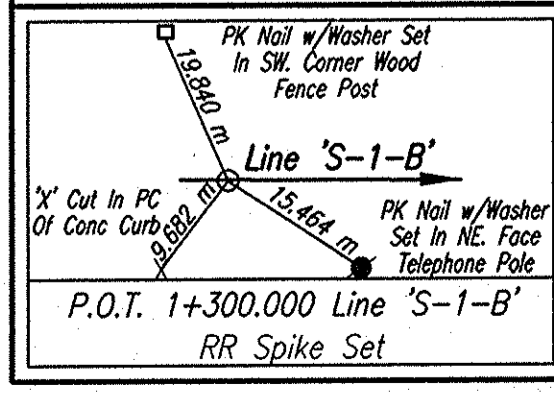 PK Nail w/Washer Set
In SW. Corner Wood
Fence Post
19.840 m
Line 'S-1-B'
'X' Cut In PC
Of Conc Curb
9.682 m
15.464 m
PK Nail w/Washer
Set In NE. Face
Telephone Pole
P.O.T. 1+300.000 Line 'S-1-B'
RR Spike Set